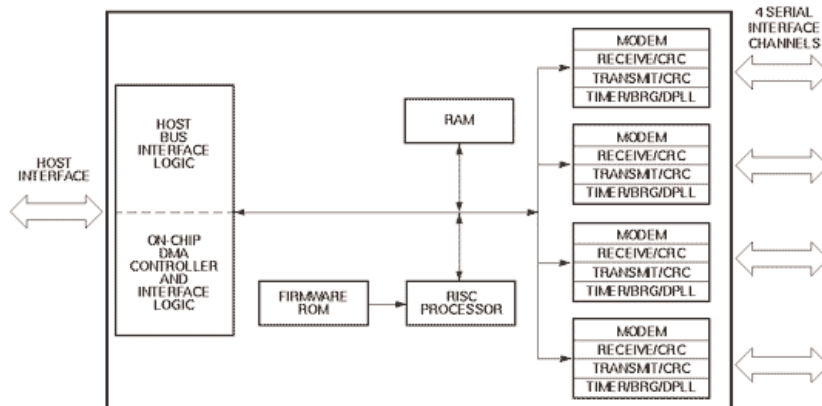 4 SERIAL
INTERFACE
CHANNELS
HOST
INTERFACE
HOST
BUS
INTERFACE
LOGIC
ON-CHIP
DMA
CONTROLLER
AND
INTERFACE
LOGIC
RAM
FIRMWARE
ROM
RISC
PROCESSOR
MODEM
RECEIVE/CRC
TRANSMIT/CRC
TIMER/BRG/DPLL
MODEM
RECEIVE/CRC
TRANSMIT/CRC
TIMER/BRG/DPLL
MODEM
RECEIVE/CRC
TRANSMIT/CRC
TIMER/BRG/DPLL
MODEM
RECEIVE/CRC
TRANSMIT/CRC
TIMER/BRG/DPLL